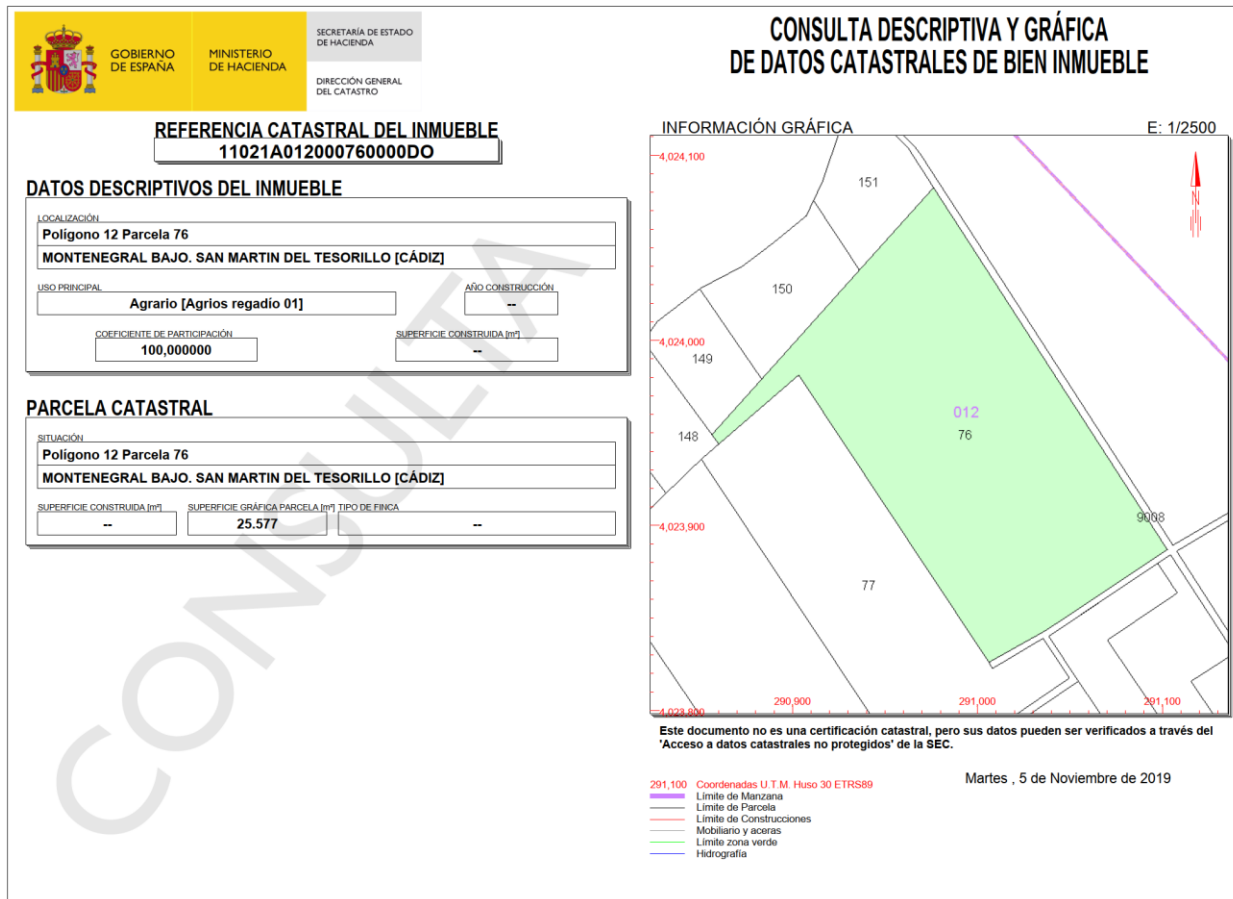 GOBIERNO
DE ESPAÑA
MINISTERIO
DE HACIENDA
SECRETARÍA DE ESTADO
DE HACIENDA
DIRECCIÓN GENERAL
DEL CATASTRO
CONSULTA DESCRIPTIVA Y GRÁFICA
DE DATOS CATASTRALES DE BIEN INMUEBLE
REFERENCIA CATASTRAL DEL INMUEBLE
11021A012000760000DO
DATOS DESCRIPTIVOS DEL INMUEBLE
LOCALIZACIÓN
Polígono 12 Parcela 76
MONTENEGRAL BAJO. SAN MARTIN DEL TESORILLO [CÁDIZ]
USO PRINCIPAL
Agrario [Agrios regadío 01]
AÑO CONSTRUCCIÓN
--
COEFICIENTE DE PARTICIPACIÓN
100,000000
SUPERFICIE CONSTRUIDA [m²]
--
PARCELA CATASTRAL
SITUACIÓN
Polígono 12 Parcela 76
MONTENEGRAL BAJO. SAN MARTIN DEL TESORILLO [CÁDIZ]
SUPERFICIE CONSTRUIDA [m²]
--
SUPERFICIE GRÁFICA PARCELA [m²]
25.577
TIPO DE FINCA
--
CONSULTA
INFORMACIÓN GRÁFICA
E: 1/2500
4,024,100
151
N
150
4,024,000
149
012
148
76
4,023,900
9008
77
4,023,800
290,900
291,000
291,100
Este documento no es una certificación catastral, pero sus datos pueden ser verificados a través del
'Acceso a datos catastrales no protegidos' de la SEC.
Martes , 5 de Noviembre de 2019
291,100 Coordenadas U.T.M. Huso 30 ETRS89
Límite de Manzana
Límite de Parcela
Límite de Construcciones
Mobiliario y aceras
Límite zona verde
Hidrografía